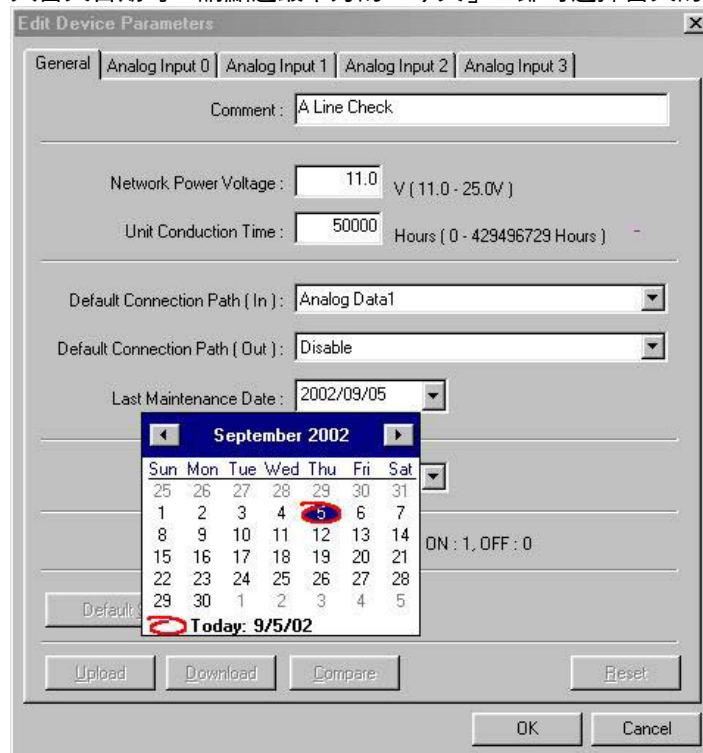 Edit Device Parameters
General Analog Input 0 Analog Input 1 Analog Input 2 Analog Input 3
Comment : A Line Check
Network Power Voltage : 11.0 V ( 11.0 - 25.0V )
Unit Conduction Time : 50000 Hours ( 0 - 429496729 Hours )
Default Connection Path ( In ) : Analog Data1
Default Connection Path ( Out ) : Disable
Last Maintenance Date : 2002/09/05
September 2002
Sun Mon Tue Wed Thu Fri Sat
25 26 27 28 29 30 31
1 2 3 4 5 6 7
8 9 10 11 12 13 14
ON : 1, OFF : 0
15 16 17 18 19 20 21
22 23 24 25 26 27 28
29 30 1 2 3 4 5
Default
Today: 9/5/02
Upload Download Compare Reset
OK Cancel